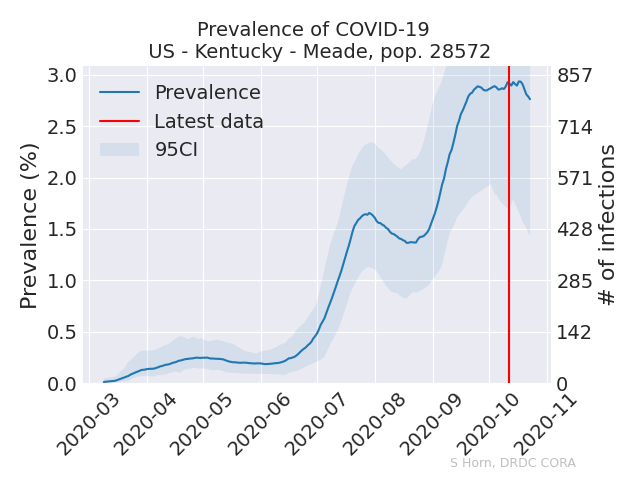 Prevalence of COVID-19
US - Kentucky - Meade, pop. 28572
Prevalence
Latest data
95CI
Prevalence (%)
3.0
2.5
2.0
1.5
1.0
0.5
0.0
857
714
571
428
285
142
0
# of infections
2020-03
2020-04
2020-05
2020-06
2020-07
2020-08
2020-09
2020-10
2020-11
S Horn, DRDC CORA